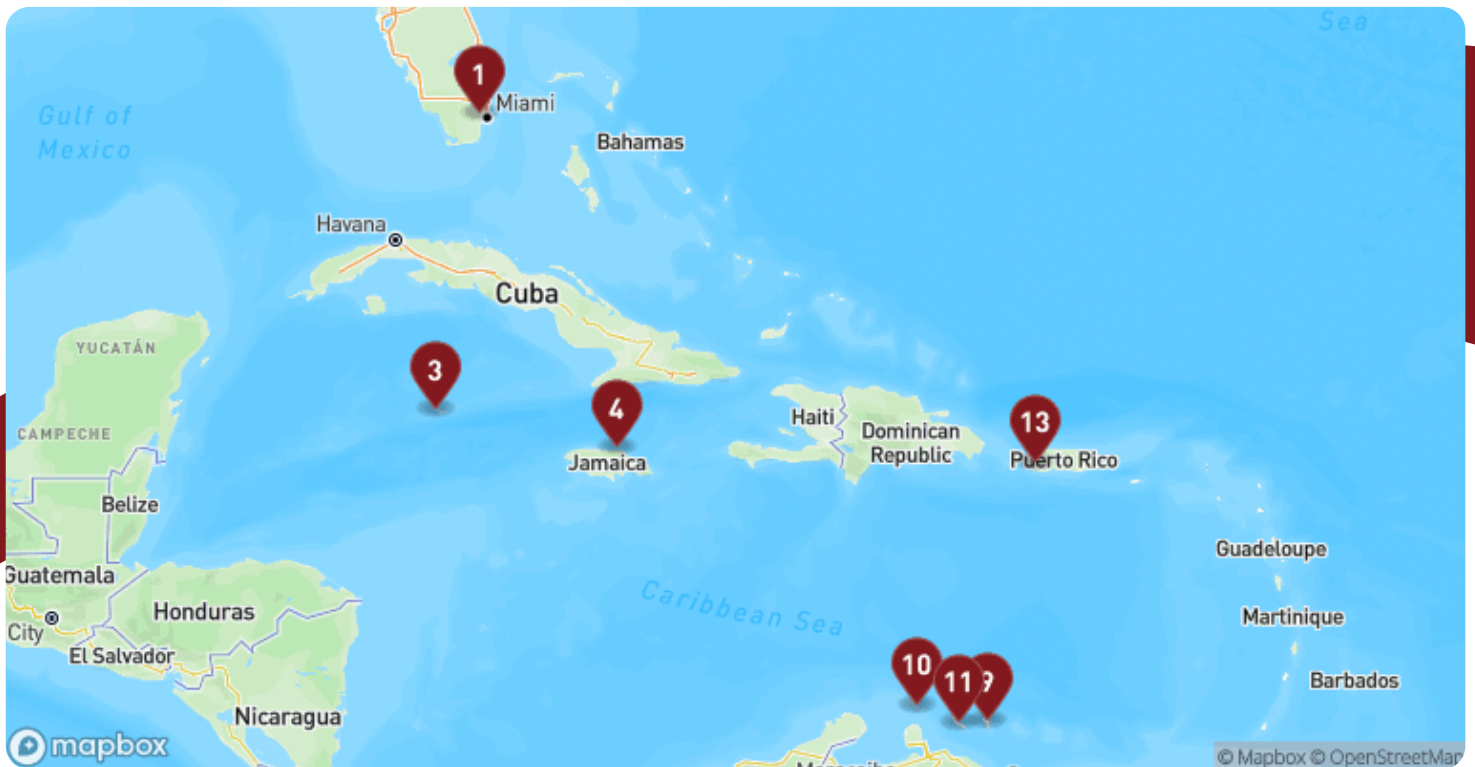 Sea
1
Miami
Gulf of
Mexico
Bahamas
Havana
Cuba
YUCATÁN
3
4
Haiti
13
CAMPECHE
Dominican
Republic
Jamaica
Puerto Rico
Belize
Guadeloupe
Guatemala
Honduras
Caribbean Sea
Martinique
City
El Salvador
10
11
9
Barbados
Nicaragua
mapbox
© Mapbox © OpenStreetMap